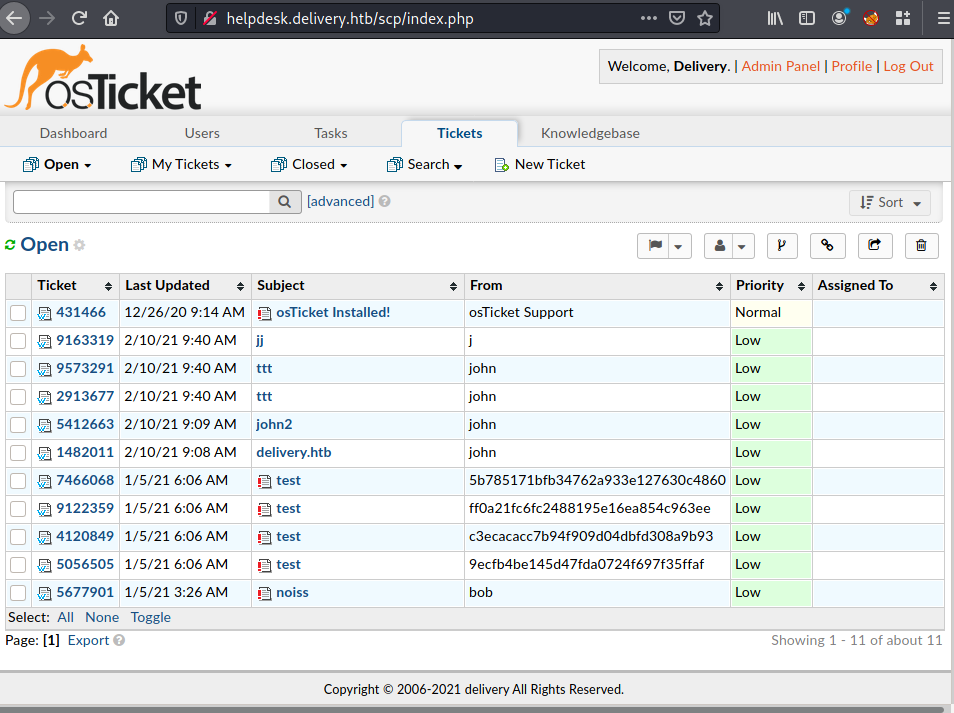 helpdesk.delivery.htb/scp/index.php
osTicket
Welcome, Delivery. | Admin Panel | Profile | Log Out
Dashboard Users Tasks Tickets Knowledgebase
Open My Tickets Closed Search New Ticket
[advanced] Sort
Open
Ticket Last Updated Subject From Priority Assigned To
431466 12/26/20 9:14 AM osTicket Installed! osTicket Support Normal
9163319 2/10/21 9:40 AM jj j Low
9573291 2/10/21 9:40 AM ttt john Low
2913677 2/10/21 9:40 AM ttt john Low
5412663 2/10/21 9:09 AM john2 john Low
1482011 2/10/21 9:08 AM delivery.htb john Low
7466068 1/5/21 6:06 AM test 5b785171bfb34762a933e127630c4860 Low
9122359 1/5/21 6:06 AM test ff0a21fc6fc2488195e16ea854c963ee Low
4120849 1/5/21 6:06 AM test c3ecacacc7b94f909d04dbfd308a9b93 Low
5056505 1/5/21 6:06 AM test 9ecfb4be145d47fda0724f697f35ffaf Low
5677901 1/5/21 3:26 AM noiss bob Low
Select: All None Toggle
Page: [1] Export Showing 1 - 11 of about 11
Copyright © 2006-2021 delivery All Rights Reserved.